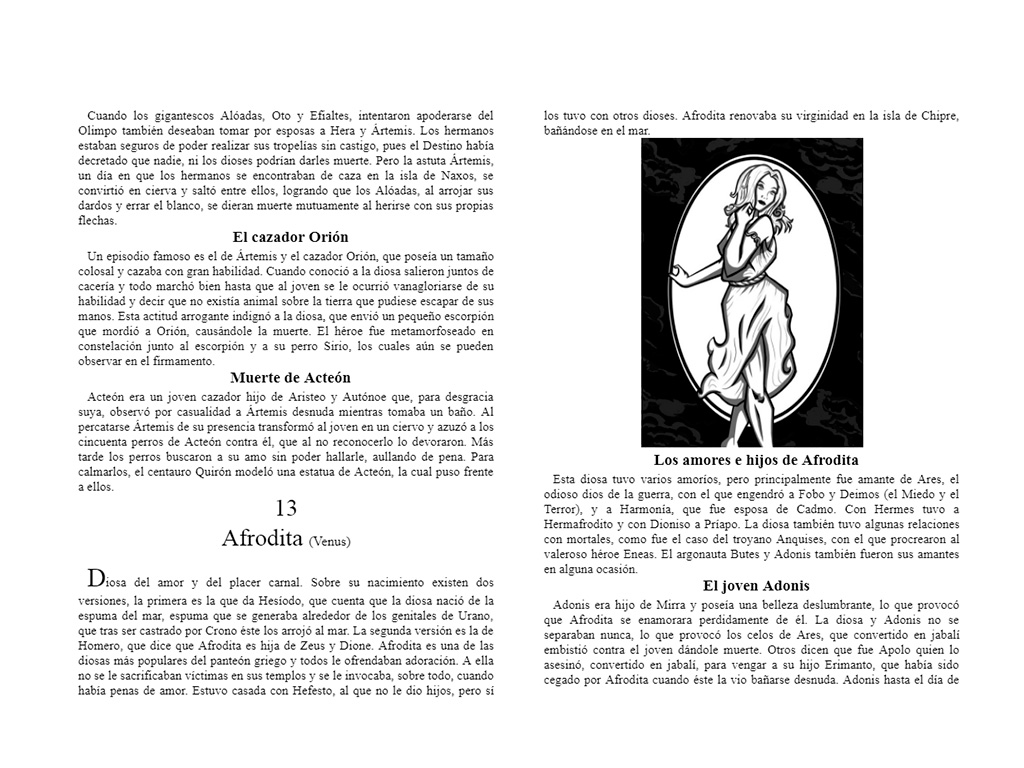 Cuando los gigantescos Alóadas, Oto y Efialtes, intentaron apoderarse del
Olimpo también deseaban tomar por esposas a Hera y Ártemis. Los hermanos
estaban seguros de poder realizar sus tropelías sin castigo, pues el Destino había
decretado que nadie, ni los dioses podrían darles muerte. Pero la astuta Ártemis,
un día en que los hermanos se encontraban de caza en la isla de Naxos, se
convirtió en cierva y saltó entre ellos, logrando que los Alóadas, al arrojar sus
dardos y errar el blanco, se dieran muerte mutuamente al herirse con sus propias
flechas.
El cazador Orión
Un episodio famoso es el de Ártemis y el cazador Orión, que poseia un tamaño
colosal y cazaba con gran habilidad. Cuando conoció a la diosa salieron juntos de
cacería y todo marchó bien hasta que al joven se le ocurrió vanagloriarse de su
habilidad y decir que no existía animal sobre la tierra que pudiese escapar de sus
manos. Esta actitud arrogante indignó a la diosa, que envió un pequeño escorpión
que mordió a Orión, causándole la muerte. El héroe fue metamorfoseado en
constelación junto al escorpión y a su perro Sirio, los cuales aún se pueden
observar en el firmamento.
Muerte de Acteón
Acteón era un joven cazador hijo de Aristeo y Autónoe que, para desgracia
suya, observó por casualidad a Ártemis desnuda mientras tomaba un baño. Al
percatarse Ártemis de su presencia transformó al joven en un ciervo y azuzó a los
cincuenta perros de Acteón contra él, que al no reconocerlo lo devoraron. Más
tarde los perros buscaron a su amo sin poder hallarle, aullando de pena. Para
calmarlos, el centauro Quirón modeló una estatua de Acteón, la cual puso frente
a ellos.
13
Afrodita (Venus)
Diosa del amor y del placer carnal. Sobre su nacimiento existen dos
versiones, la primera es la que da Hesíodo, que cuenta que la diosa nació de la
espuma del mar, espuma que se generaba alrededor de los genitales de Urano,
que tras ser castrado por Crono éste los arrojó al mar. La segunda versión es la de
Homero, que dice que Afrodita es hija de Zeus y Dione. Afrodita es una de las
diosas más populares del panteón griego y todos le ofrendaban adoración. A ella
no se le sacrificaban víctimas en sus templos y se le invocaba, sobre todo, cuando
había penas de amor. Estuvo casada con Hefesto, al que no le dio hijos, pero sí
los tuvo con otros dioses. Afrodita renovaba su virginidad en la isla de Chipre,
bañándose en el mar.
Los amores e hijos de Afrodita
Esta diosa tuvo varios amoríos, pero principalmente fue amante de Ares, el
odioso dios de la guerra, con el que engendró a Fobo y Deimos (el Miedo y el
Terror), y a Harmonía, que fue esposa de Cadmo. Con Hermes tuvo a
Hermafrodito y con Dioniso a Príapo. La diosa también tuvo algunas relaciones
con mortales, como fue el caso del troyano Anquises, con el que procrearon al
valeroso héroe Eneas. El argonauta Butes y Adonis también fueron sus amantes
en alguna ocasión.
El joven Adonis
Adonis era hijo de Mirra y poseía una belleza deslumbrante, lo que provocó
que Afrodita se enamorara perdidamente de él. La diosa y Adonis no se
separaban nunca, lo que provocó los celos de Ares, que convertido en jabalí
embistió contra el joven dándole muerte. Otros dicen que fue Apolo quien lo
asesinó, convertido en jabalí, para vengar a su hijo Erimanto, que había sido
cegado por Afrodita cuando éste la vio bañarse desnuda. Adonis hasta el día de